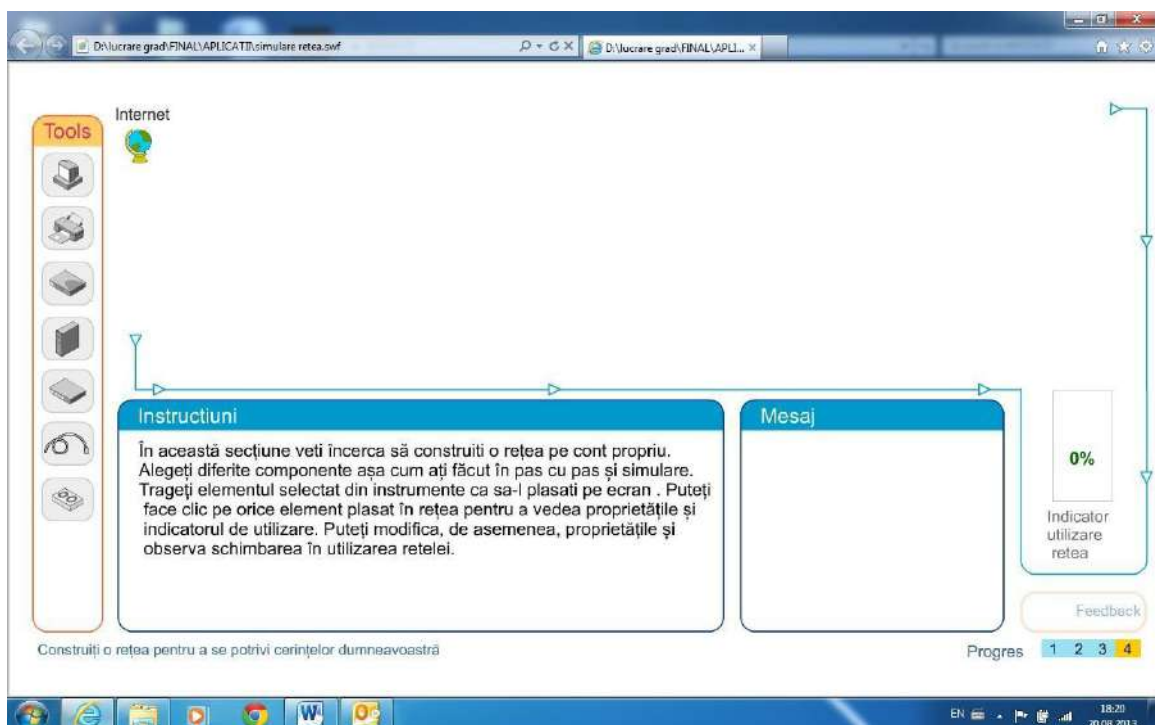 D:\lucrare grad\FINAL\APLICATII\simulare retea.swf
D:\lucrare grad\FINAL\APLI...
Tools
Internet
Instructiuni
În această secțiune veti încerca să construiti o rețea pe cont propriu.
Alegeți diferite componente așa cum ați făcut în pas cu pas și simulare.
Trageți elementul selectat din instrumente ca sa-l plasati pe ecran . Puteți
face clic pe orice element plasat în rețea pentru a vedea proprietățile și
indicatorul de utilizare. Puteți modifica, de asemenea, proprietățile și
observa schimbarea în utilizarea retelei.
Mesaj
0%
Indicator
utilizare
retea
Feedback
Construiți o rețea pentru a se potrivi cerințelor dumneavoastră
Progres 1 2 3 4
EN
18:20
20.08.2013